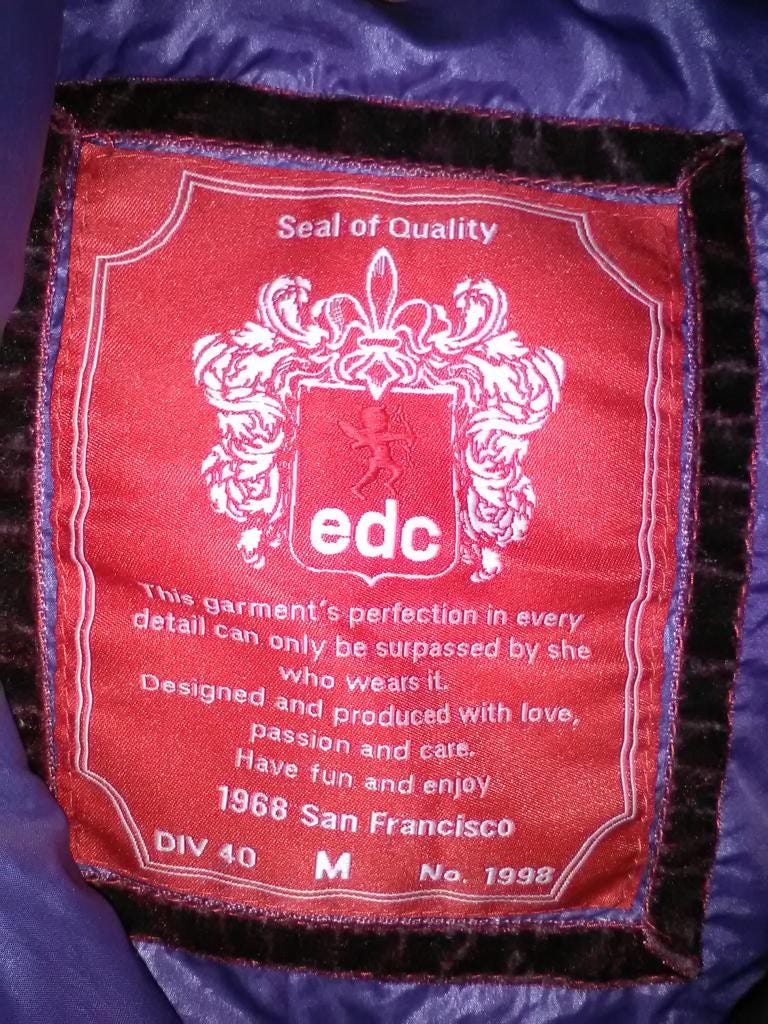 Seal of Quality
edc
This garment's perfection in every
detail can only be surpassed by she
who wears it.
Designed and produced with love,
passion and care.
Have fun and enjoy
1968 San Francisco
DIV 40 M No. 1998